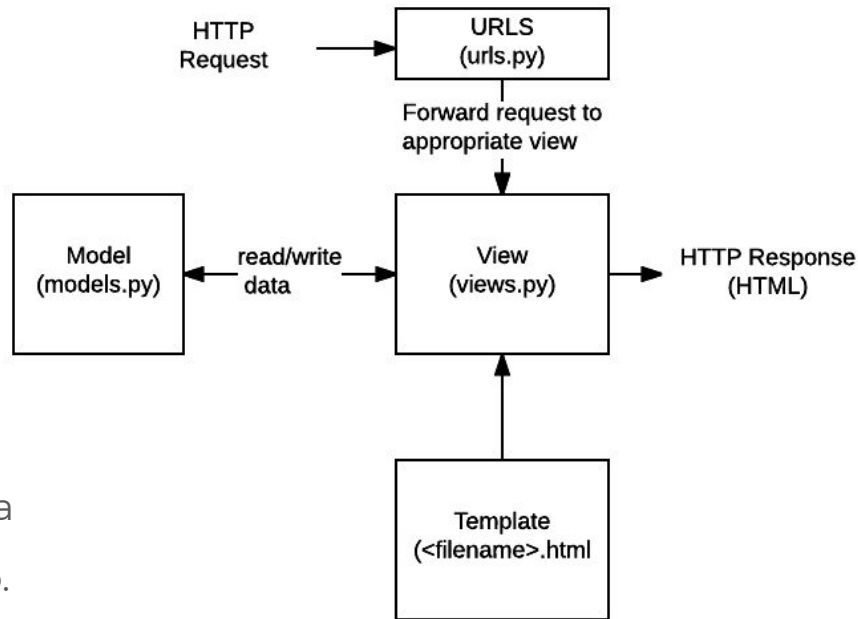 HTTP
Request
URLS
(urls.py)
Forward request to
appropriate view
Model
(models.py)
read/write
data
View
(views.py)
HTTP Response
(HTML)
Template
(<filename>.html
a